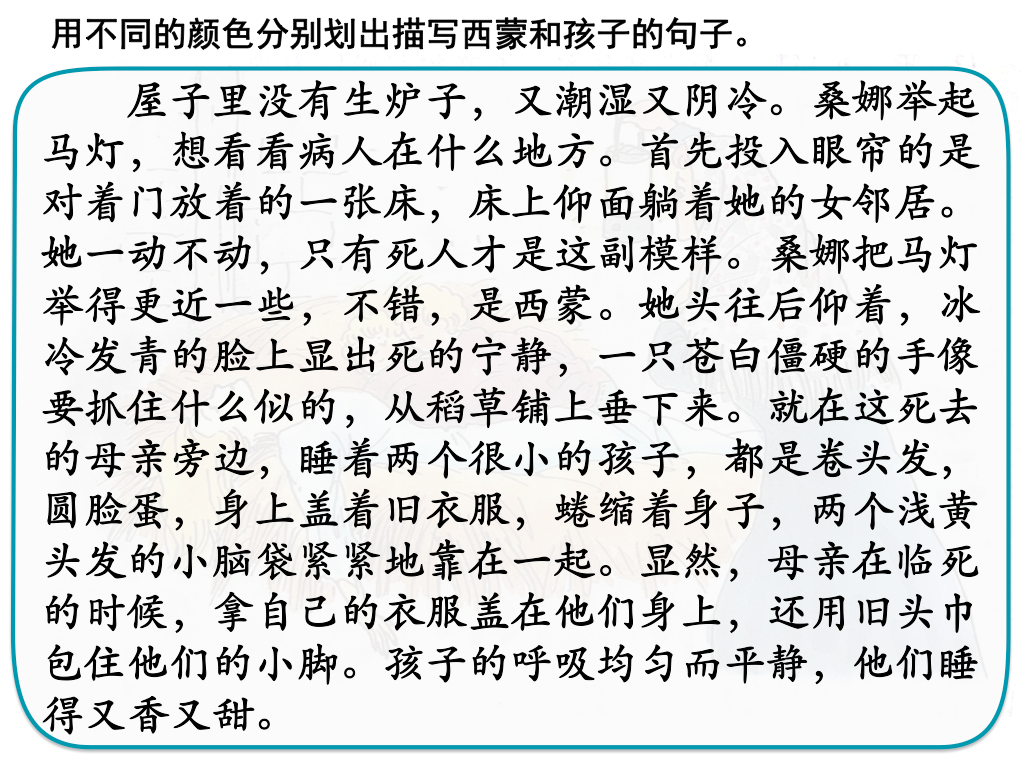 用不同的颜色分别划出描写西蒙和孩子的句子。
屋子里没有生炉子，又潮湿又阴冷。桑娜举起
马灯，想看看病人在什么地方。首先投入眼帘的是
对着门放着的一张床，床上仰面躺着她的女邻居。
她一动不动，只有死人才是这副模样。桑娜把马灯
举得更近一些，不错，是西蒙。她头往后仰着，冰
冷发青的脸上显出死的宁静，一只苍白僵硬的手像
要抓住什么似的，从稻草铺上垂下来。就在这死去
的母亲旁边，睡着两个很小的孩子，都是卷头发，
圆脸蛋，身上盖着旧衣服，蜷缩着身子，两个浅黄
头发的小脑袋紧紧地靠在一起。显然，母亲在临死
的时候，拿自己的衣服盖在他们身上，还用旧头巾
包住他们的小脚。孩子的呼吸均匀而平静，他们睡
得又香又甜。